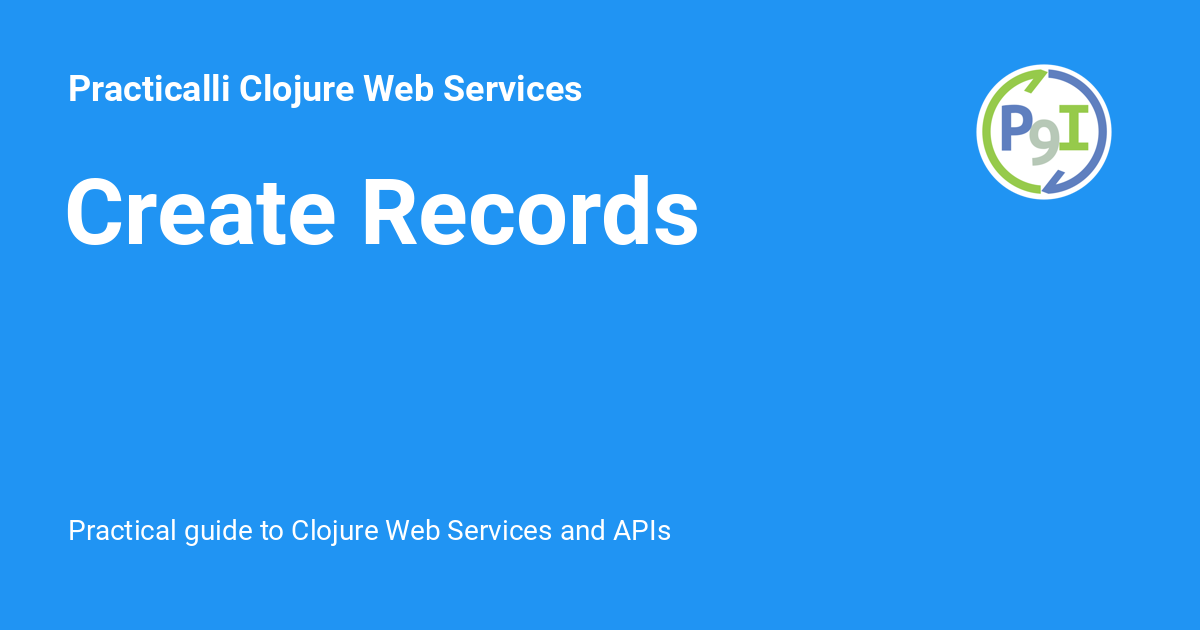 Practicalli Clojure Web Services
P9I
Create Records
Practical guide to Clojure Web Services and APIs